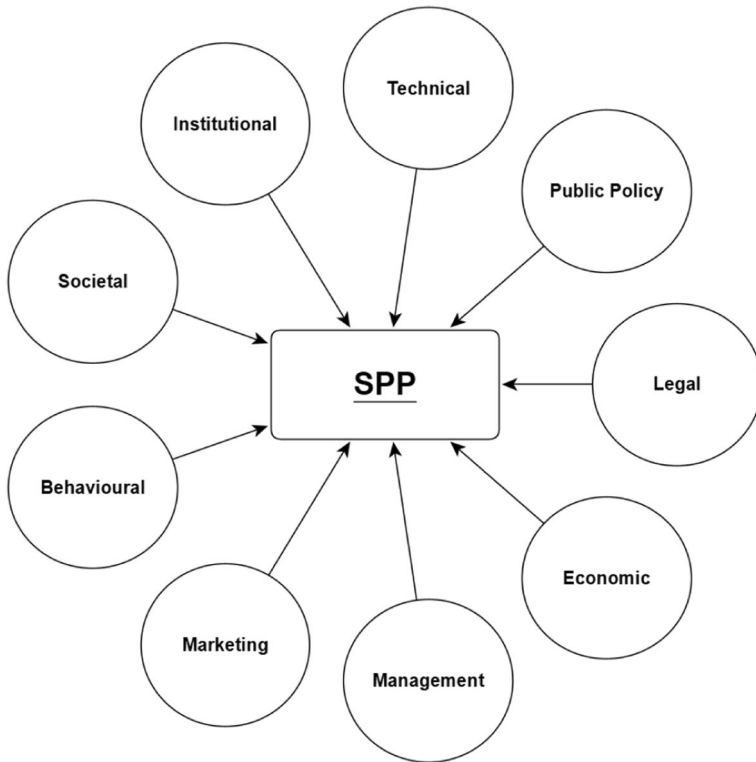 Technical
Institutional
Public Policy
Societal
SPP
Legal
Behavioural
Economic
Marketing
Management